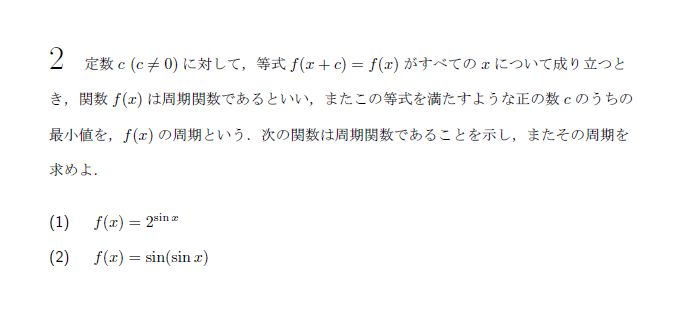 2 定数 c (c ≠ 0) に対して，等式 f(x + c) = f(x) がすべての x について成り立つと
き，関数 f(x) は周期関数であるといい，またこの等式を満たすような正の数 c のうちの
最小値を，f(x) の周期という．次の関数は周期関数であることを示し，またその周期を
求めよ．
(1) f(x) = 2^{sin x}
(2) f(x) = sin(sin x)